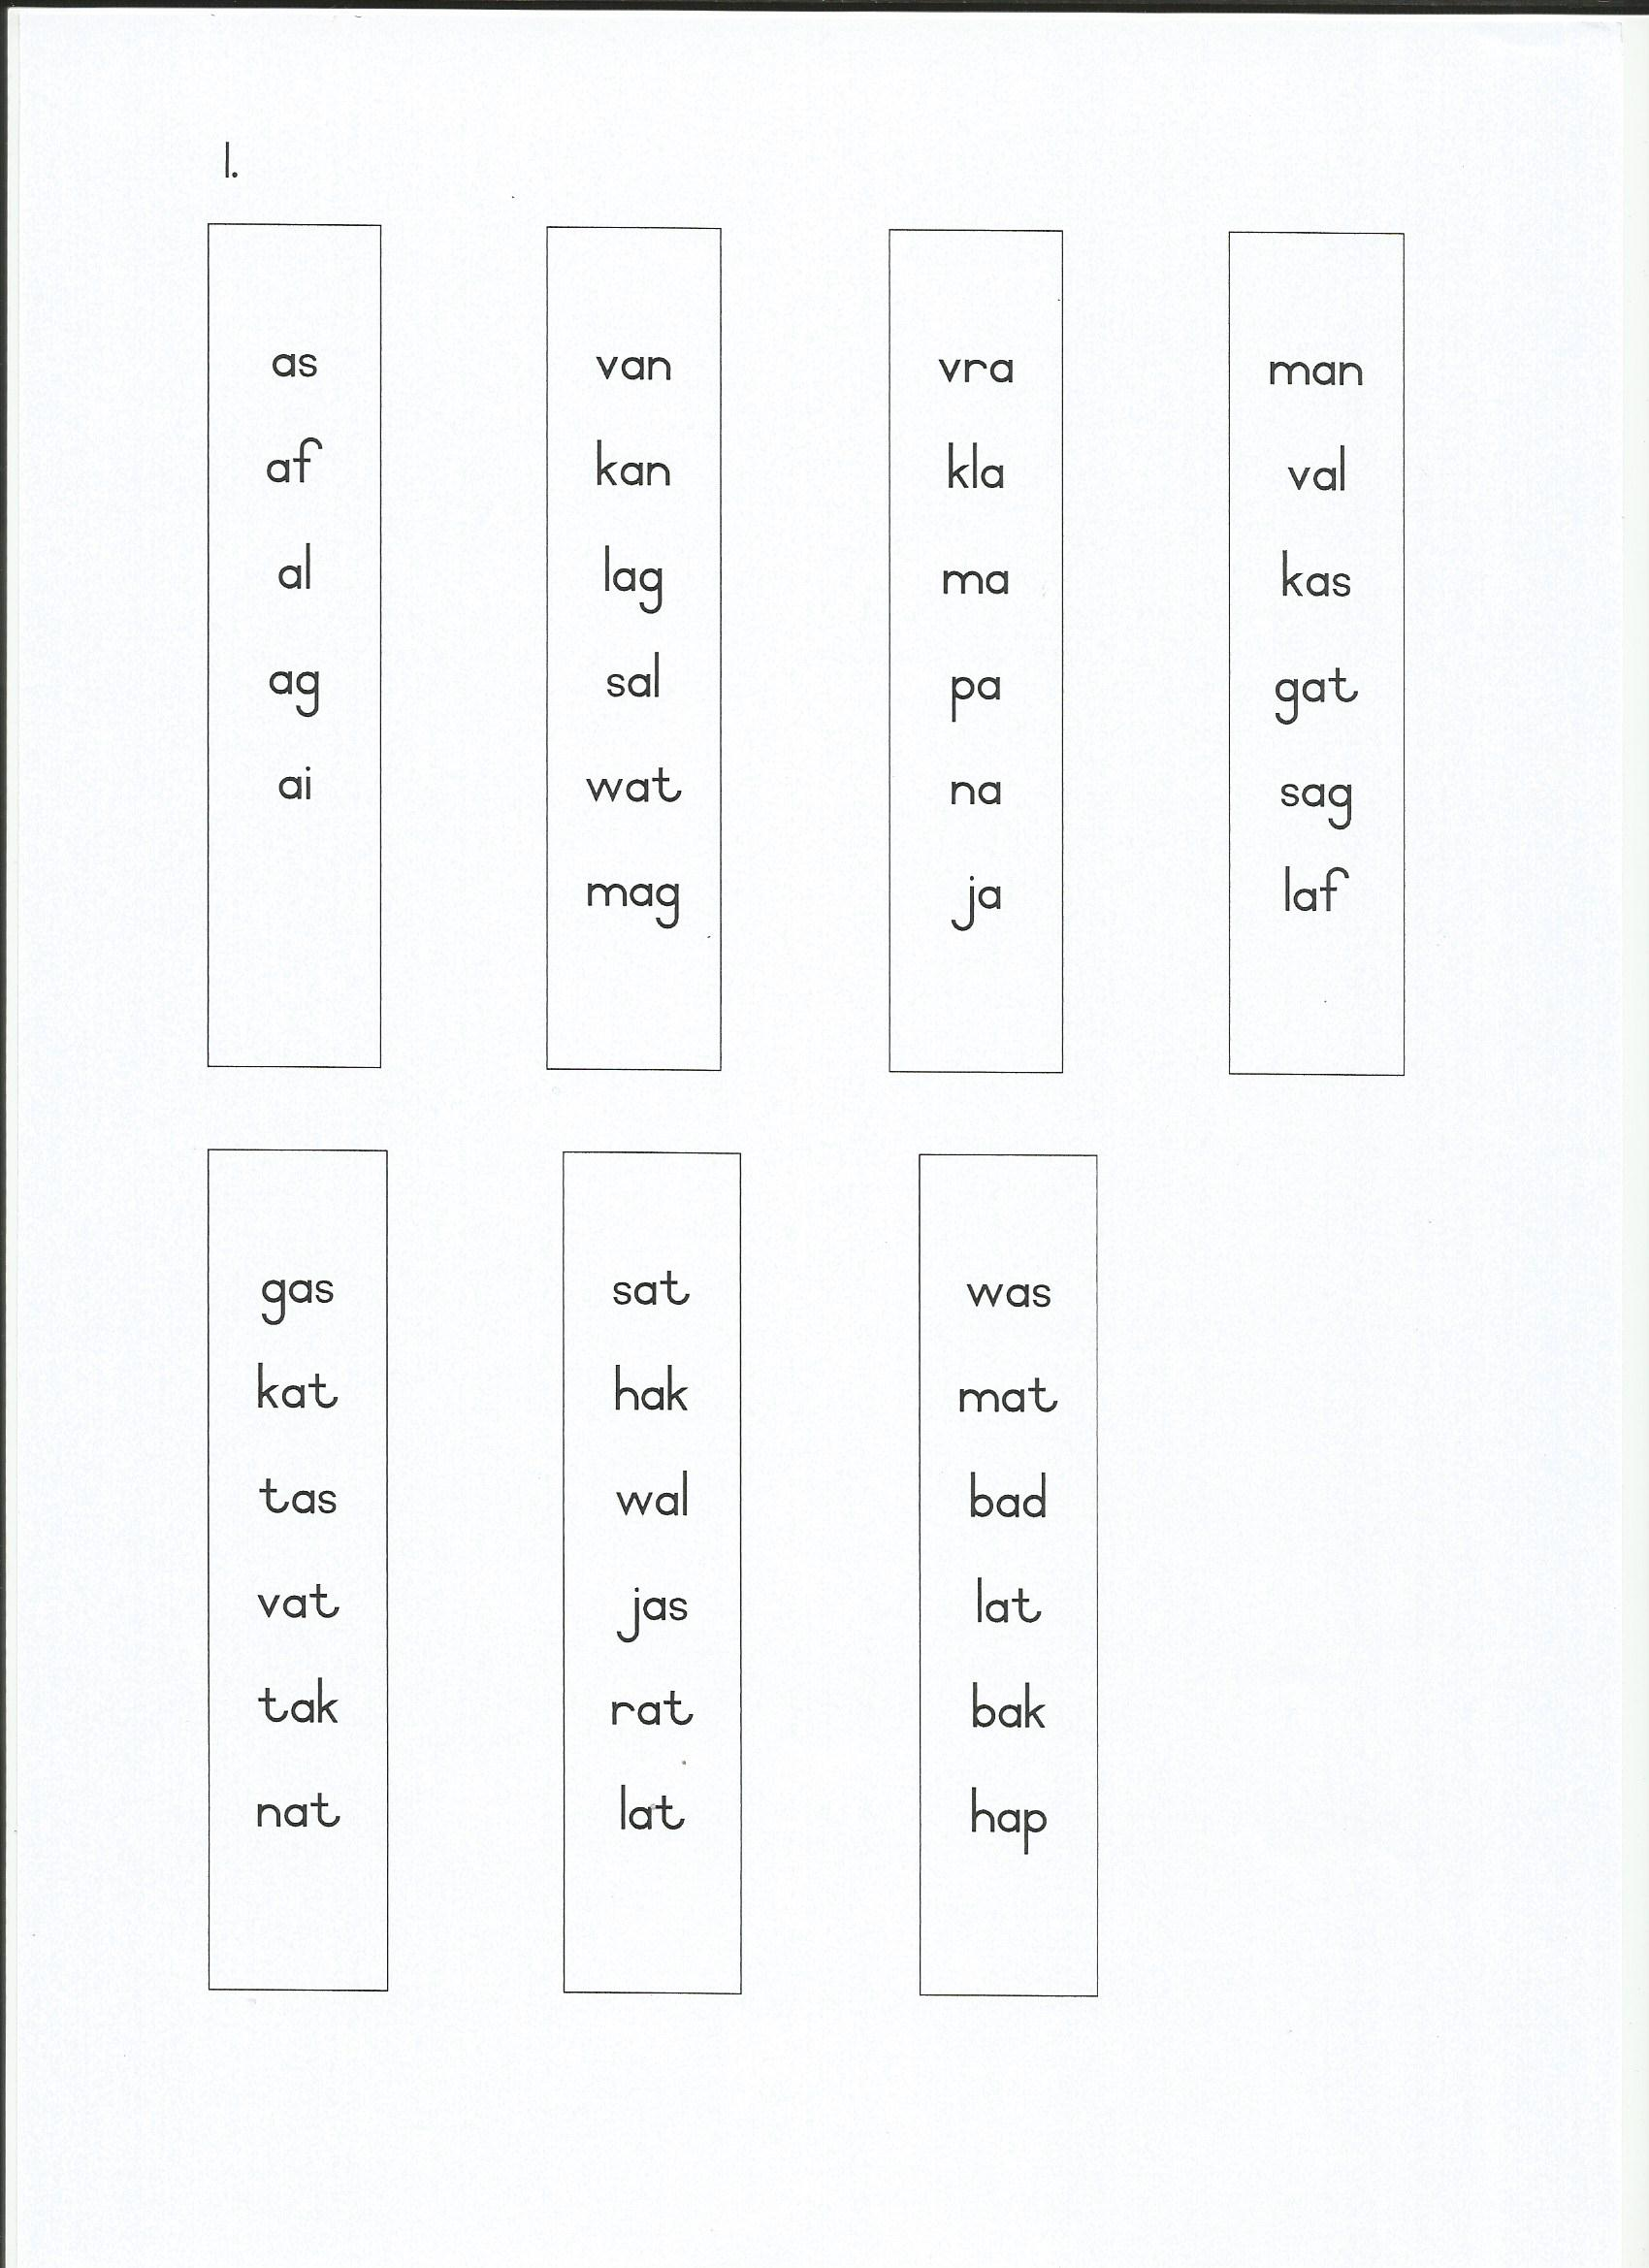 1.
as
af
al
ag
ai
van
kan
lag
sal
wat
mag
vra
kla
ma
pa
na
ja
man
val
kas
gat
sag
laf
gas
kat
tas
vat
tak
nat
sat
hak
wal
jas
rat
lat
was
mat
bad
lat
bak
hap